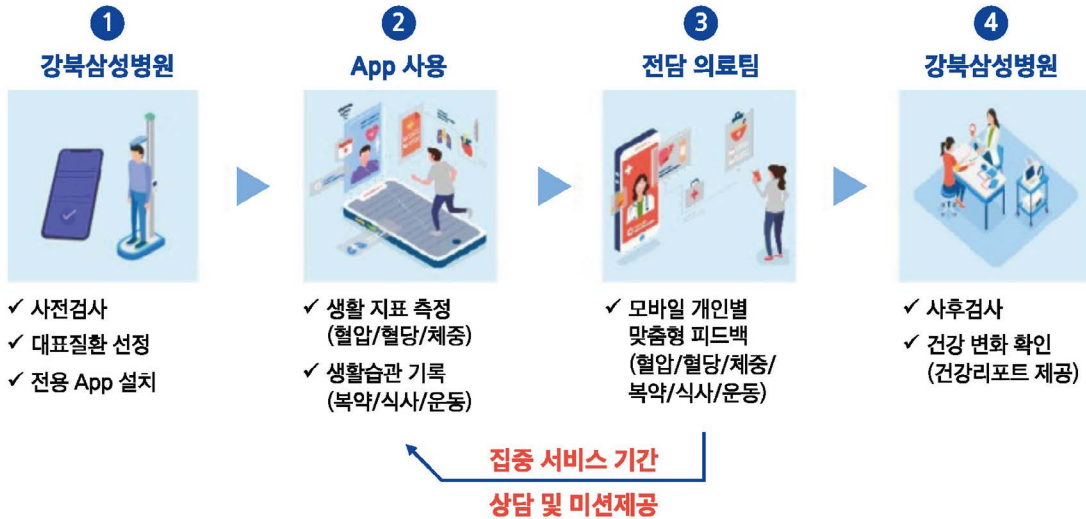 1
강북삼성병원
✓ 사전검사
✓ 대표질환 선정
✓ 전용 App 설치
2
App 사용
✓ 생활 지표 측정
(혈압/혈당/체중)
✓ 생활습관 기록
(복약/식사/운동)
3
전담 의료팀
✓ 모바일 개인별
맞춤형 피드백
(혈압/혈당/체중/
복약/식사/운동)
4
강북삼성병원
✓ 사후검사
✓ 건강 변화 확인
(건강리포트 제공)
집중 서비스 기간
상담 및 미션제공